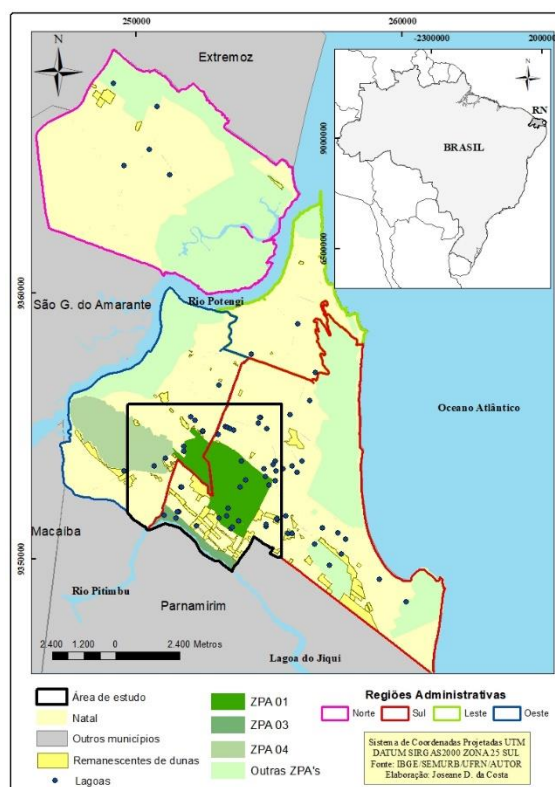 250000
260000
N
Extremoz
-2300000
200000
N
RN
BRASIL
9000000
6500000
9360000
São G. do Amarante
Rio Potengi
Oceano Atlântico
Macaíba
9350000
Rio Pitimbu
Parnamirim
Lagoa do Jiqui
2.400 1.200 0 2.400 Metros
Área de estudo
Natal
Outros municípios
Remanescentes de dunas
Lagoas
ZPA 01
ZPA 03
ZPA 04
Outras ZPA's
Regiões Administrativas
Norte Sul Leste Oeste
Sistema de Coordenadas Projetadas UTM
DATUM SIRGAS2000 ZONA 25 SUL
Fonte: IBGE/SEMURB/UFRN/AUTOR
Elaboração: Joseane D. da Costa